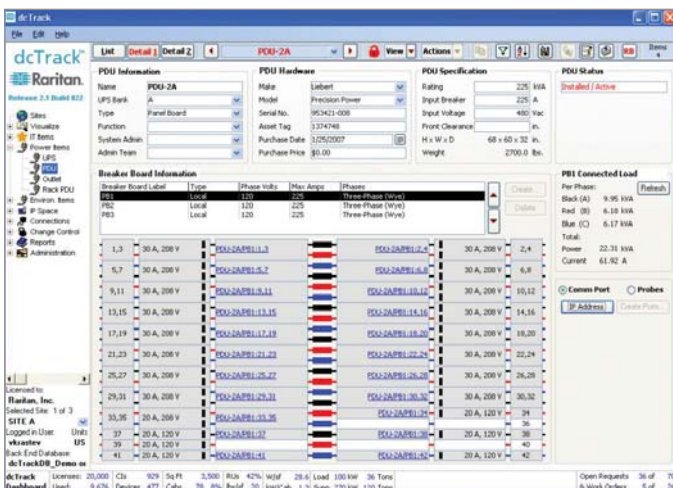 dcTrack
File Edit Help
dcTrack™
Raritan.
Release 2.3 Build 822
Sites
Visualize
IT Items
Power Items
UPS
PDU
Outlet
Rack PDU
Environ. Items
IP Space
Connections
Change Control
Reports
Administration
Licensed to:
Raritan, Inc.
Selected Site: 1 of 3
SITE A
Logged in User: Units
vkrastev US
Back End Database:
dcTrackDB_Demo on
List Detail 1 Detail 2 PDU-2A View Actions RB Items
PDU Information
Name PDU-2A
UPS Bank A
Type Panel Board
Function
System Admin
Admin Team
PDU Hardware
Make Liebert
Model Precision Power
Serial No. 953421-008
Asset Tag 1374748
Purchase Date 1/25/2007
Purchase Price $0.00
PDU Specification
Rating 225 kVA
Input Breaker 225 A
Input Voltage 480 Vac
Front Clearance in.
H x W x D 68 x 60 x 32 in.
Weight 2700.0 lbs.
PDU Status
Installed / Active
Breaker Board Information
Breaker Board Label Type Phase Volts Max Amps Phases
PB1 Local 120 225 Three-Phase (Wye)
PB2 Local 120 225 Three-Phase (Wye)
PB3 Local 120 225 Three-Phase (Wye)
Create...
Delete
PB1 Connected Load
Per Phase: Refresh
Black (A) 9.95 kVA
Red (B) 6.18 kVA
Blue (C) 6.17 kVA
Total:
Power 22.31 kVA
Current 61.92 A
Comm Port Probes
IP Address Create Ports...
1,3 30 A, 208 V PDU-2A/PB1:1,3 PDU-2A/PB1:2,4 30 A, 208 V 2,4
5,7 30 A, 208 V PDU-2A/PB1:5,7 PDU-2A/PB1:6,8 30 A, 208 V 6,8
9,11 30 A, 208 V PDU-2A/PB1:9,11 PDU-2A/PB1:10,12 30 A, 208 V 10,12
13,15 30 A, 208 V PDU-2A/PB1:13,15 PDU-2A/PB1:14,16 30 A, 208 V 14,16
17,19 30 A, 208 V PDU-2A/PB1:17,19 PDU-2A/PB1:18,20 30 A, 208 V 18,20
21,23 30 A, 208 V PDU-2A/PB1:21,23 PDU-2A/PB1:22,24 30 A, 208 V 22,24
25,27 30 A, 208 V PDU-2A/PB1:25,27 PDU-2A/PB1:26,28 30 A, 208 V 26,28
29,31 30 A, 208 V PDU-2A/PB1:29,31 PDU-2A/PB1:30,32 30 A, 208 V 30,32
33,35 20 A, 208 V PDU-2A/PB1:33,35 PDU-2A/PB1:34 20 A, 120 V 34
36
37 20 A, 120 V PDU-2A/PB1:37 PDU-2A/PB1:38 20 A, 120 V 38
39 20 A, 120 V 40
41 20 A, 120 V PDU-2A/PB1:41 PDU-2A/PB1:42 20 A, 120 V 42
dcTrack Licenses: 20,000 CIs 929 Sq Ft 3,500 RUs 42% W/sf 28.6 Load 100 kW 36 Tons Open Requests 36 of
Dashboard Used: 9,676 Devices 477 Cabs Supp 120 Tons & Work Orders 5 of